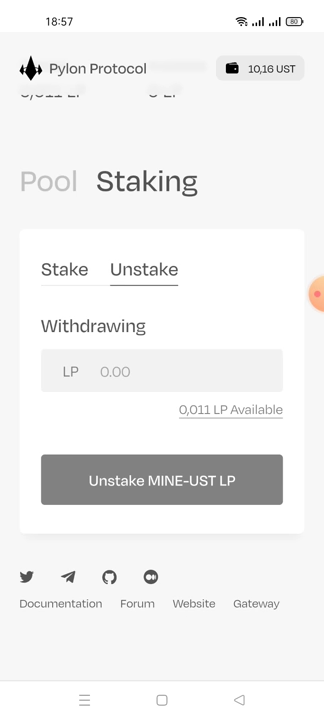 18:57
80
Pylon Protocol
10,16 UST
Pool Staking
Stake Unstake
Withdrawing
LP 0.00
0,011 LP Available
Unstake MINE-UST LP
Documentation Forum Website Gateway